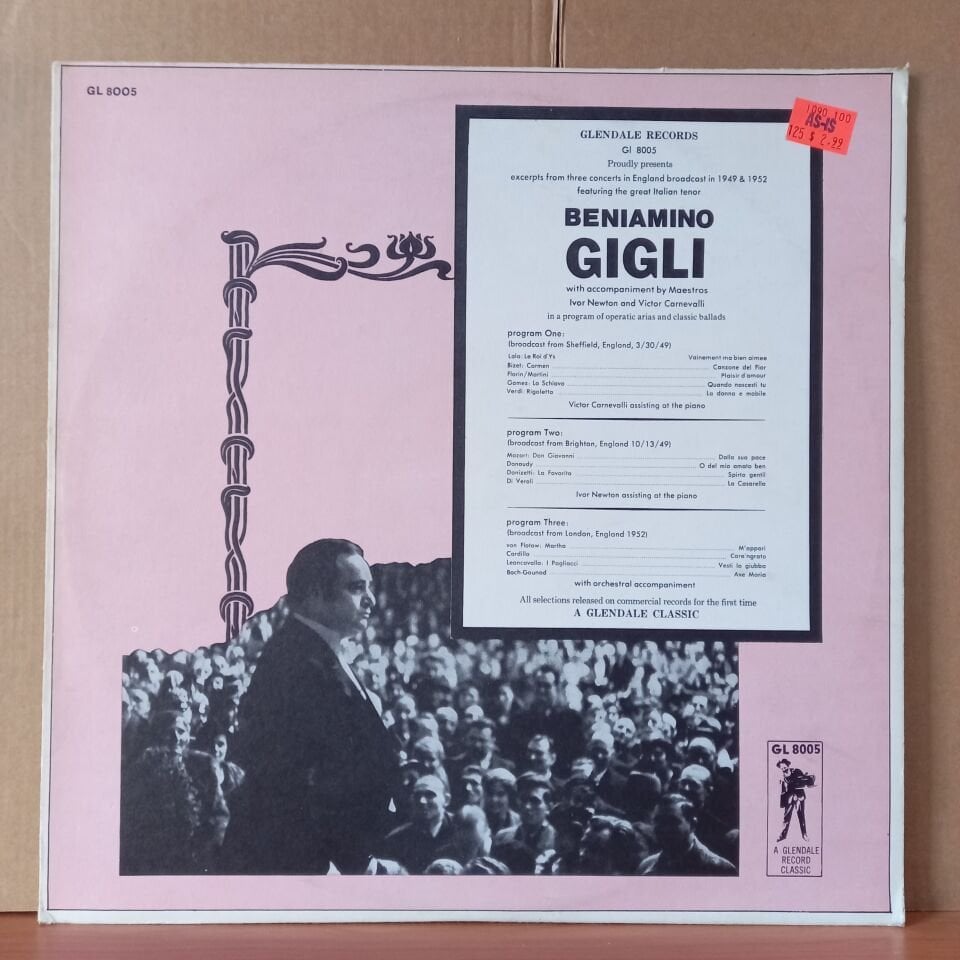 GL 8005
1090 100
AS-IS
125 $ 2.99
GLENDALE RECORDS
Gl 8005
Proudly presents
excerpts from three concerts in England broadcast in 1949 & 1952
featuring the great Italian tenor
BENIAMINO
GIGLI
with accompaniment by Maestros
Ivor Newton and Victor Carnevalli
in a program of operatic arias and classic ballads
program One:
(broadcast from Sheffield, England, 3/30/49)
Lalo: Le Roi d'Ys Vainement ma bien aimee
Bizet: Carmen Canzone del Fior
Florin/Martini Plaisir d'amour
Gomez: Lo Schiavo Quando nascesti tu
Verdi: Rigoletto La donna e mobile
Victor Carnevalli assisting at the piano
program Two:
(broadcast from Brighton, England 10/13/49)
Mozart: Don Giovanni Dalla sua pace
Donaudy O del mio amato ben
Donizetti: La Favorita Spirto gentil
Di Veroli La Casarella
Ivor Newton assisting at the piano
program Three:
(broadcast from London, England 1952)
von Flotow: Martha M'appari
Cardillo Core'ngrato
Leoncavallo: I Pagliacci Vesti la giubba
Bach-Gounod Ave Maria
with orchestral accompaniment
All selections released on commercial records for the first time
A GLENDALE CLASSIC
GL 8005
A GLENDALE
RECORD
CLASSIC